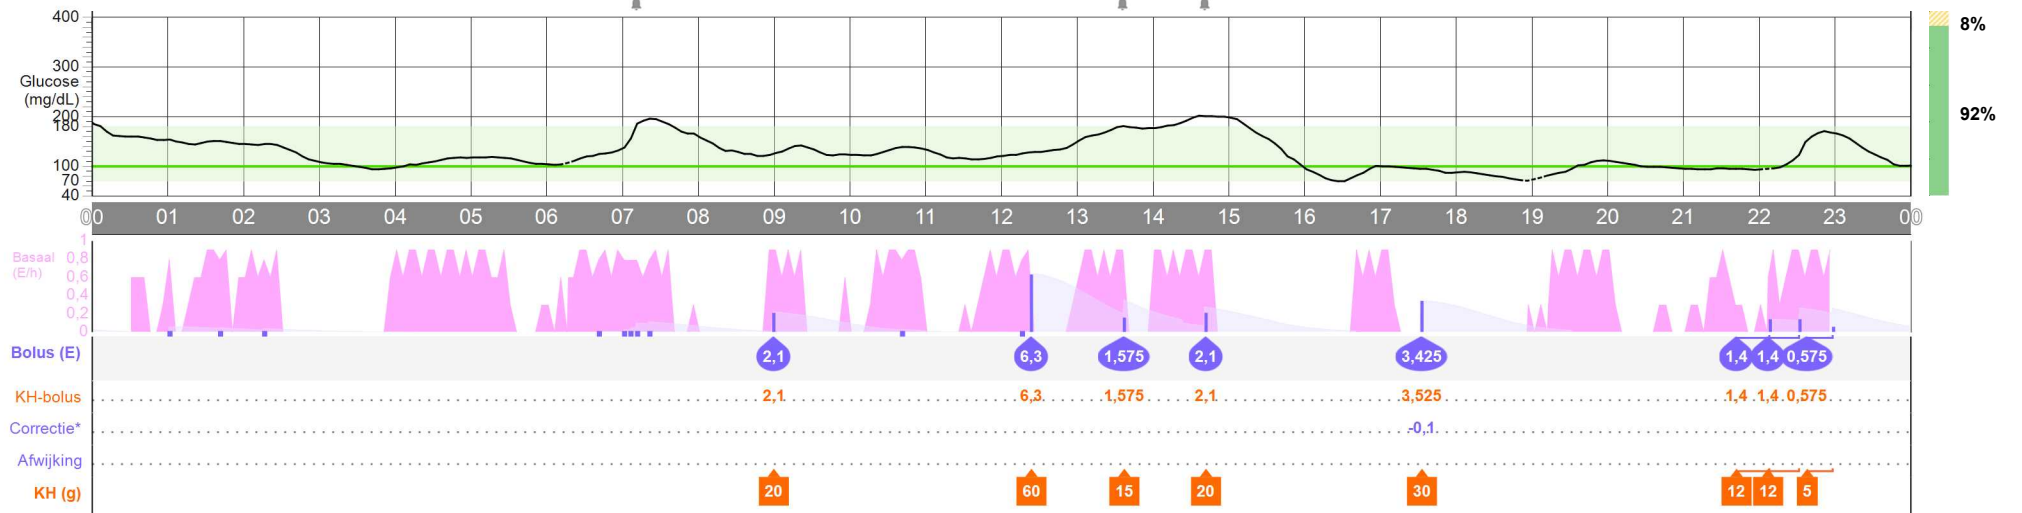 400
300
Glucose
(mg/dL)
200
180
100
70
40
8%
92%
00 01 02 03 04 05 06 07 08 09 10 11 12 13 14 15 16 17 18 19 20 21 22 23 00
1
Basaal 0,8
(E/h) 0,6
0,4
0,2
0
Bolus (E) 2,1 6,3 1,575 2,1 3,425 1,4 1,4 0,575
KH-bolus 2,1 6,3 1,575 2,1 3,525 1,4 1,4 0,575
Correctie* -0,1
Afwijking
KH (g) 20 60 15 20 30 12 12 5